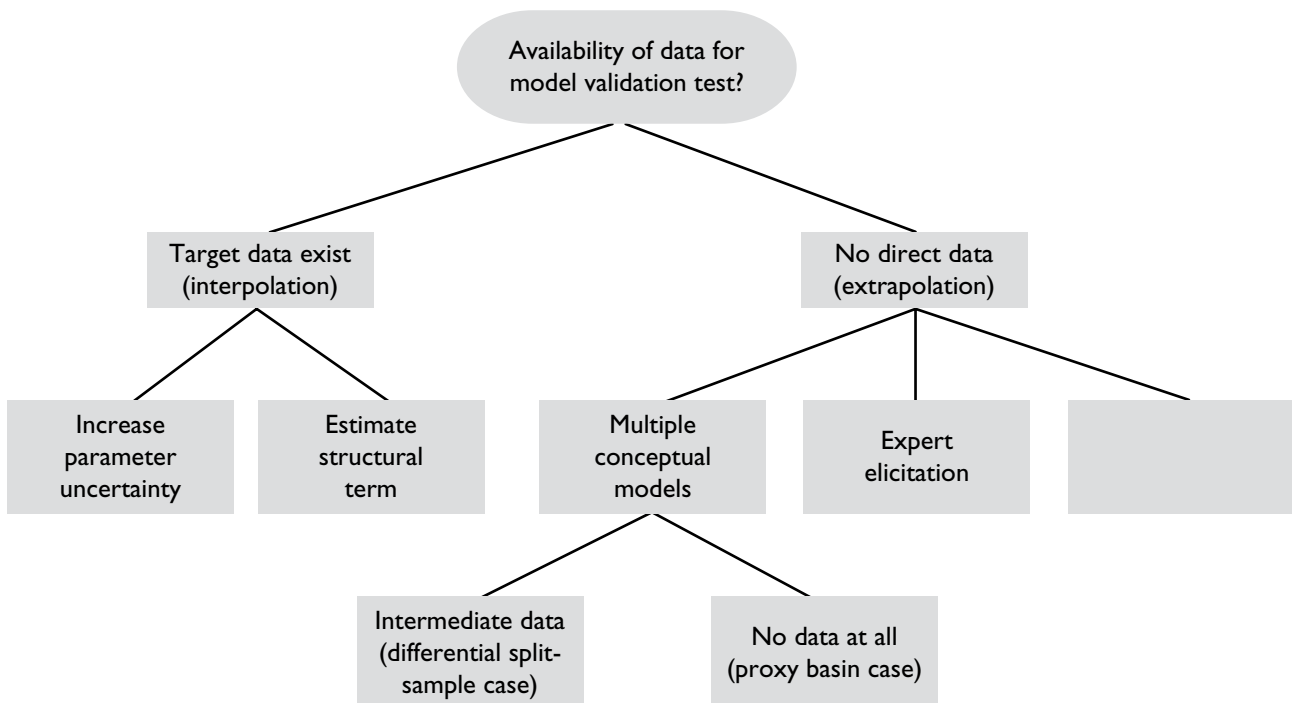 Availability of data for
model validation test?
Target data exist
(interpolation)
No direct data
(extrapolation)
Increase
parameter
uncertainty
Estimate
structural
term
Multiple
conceptual
models
Expert
elicitation
Intermediate data
(differential split-
sample case)
No data at all
(proxy basin case)